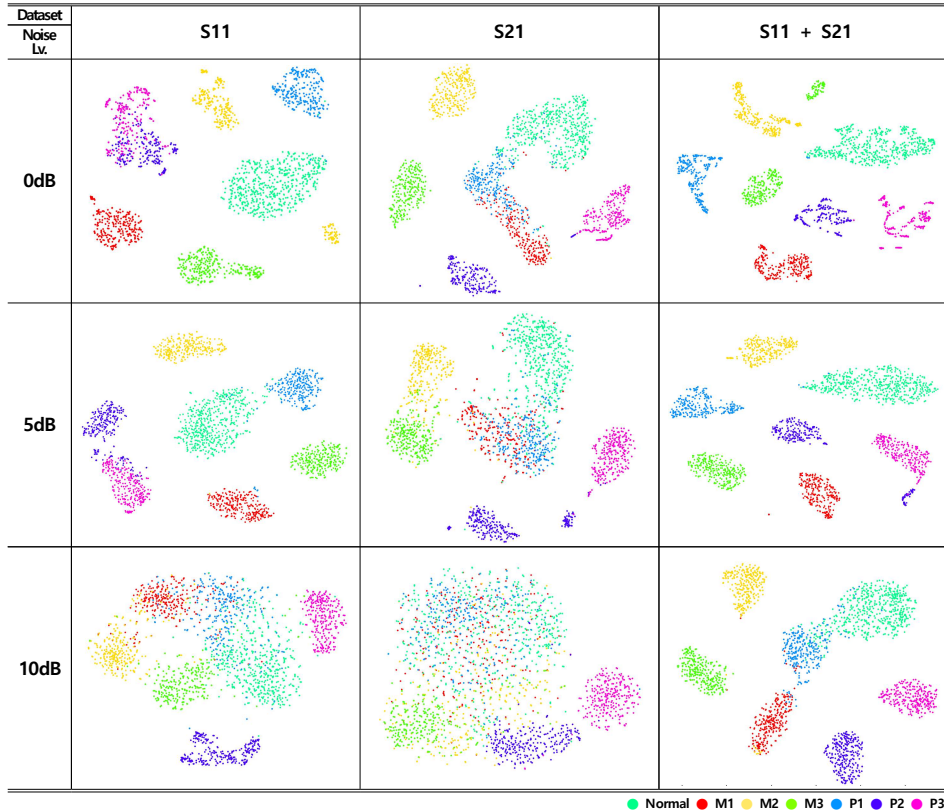 Dataset
Noise
Lv.
S11
S21
S11 + S21
0dB
5dB
10dB
Normal M1 M2 M3 P1 P2 P3